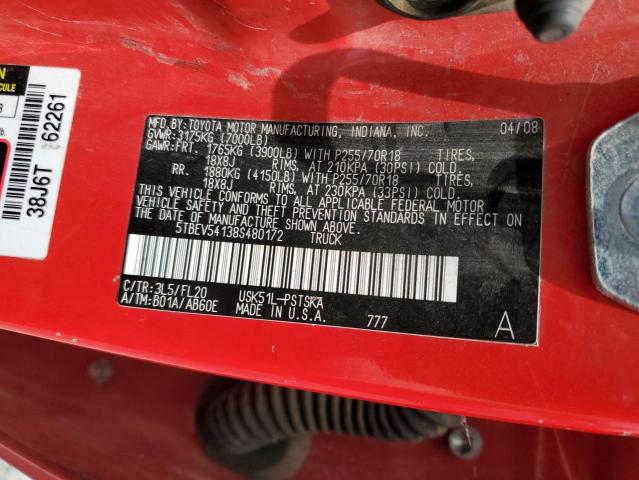 MFD. BY: TOYOTA MOTOR MANUFACTURING, INDIANA, INC. 04/08
GVWR: 3175KG (7000LB)
GAWR: FRT. 1765KG (3900LB) WITH P255/70R18 TIRES,
18X8J RIMS, AT 210KPA (30PSI) COLD.
RR. 1880KG (4150LB) WITH P255/70R18 TIRES,
18X8J RIMS, AT 230KPA (33PSI) COLD.
THIS VEHICLE CONFORMS TO ALL APPLICABLE FEDERAL MOTOR
VEHICLE SAFETY AND THEFT PREVENTION STANDARDS IN EFFECT ON
THE DATE OF MANUFACTURE SHOWN ABOVE.
5TBEV54138S480172 TRUCK
C/TR: 3L5/FL20 USK51L-PSTSKA
A/TM: B01A/AB60E MADE IN U.S.A. 777 A
38J6T 62261